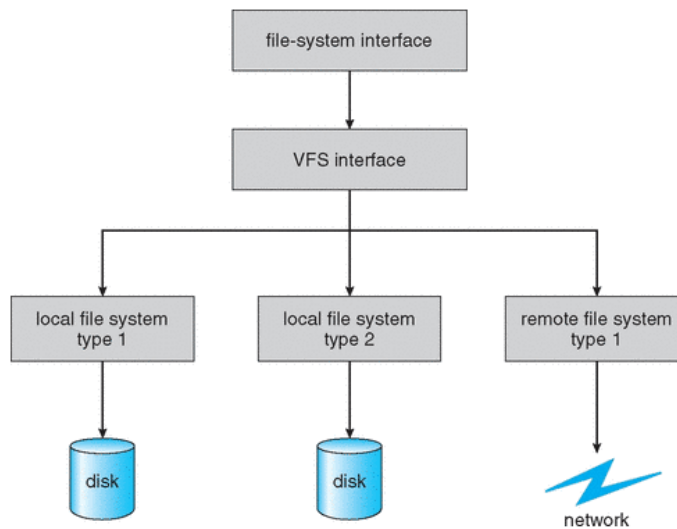 file-system interface
VFS interface
local file system
type 1
local file system
type 2
remote file system
type 1
disk
disk
network